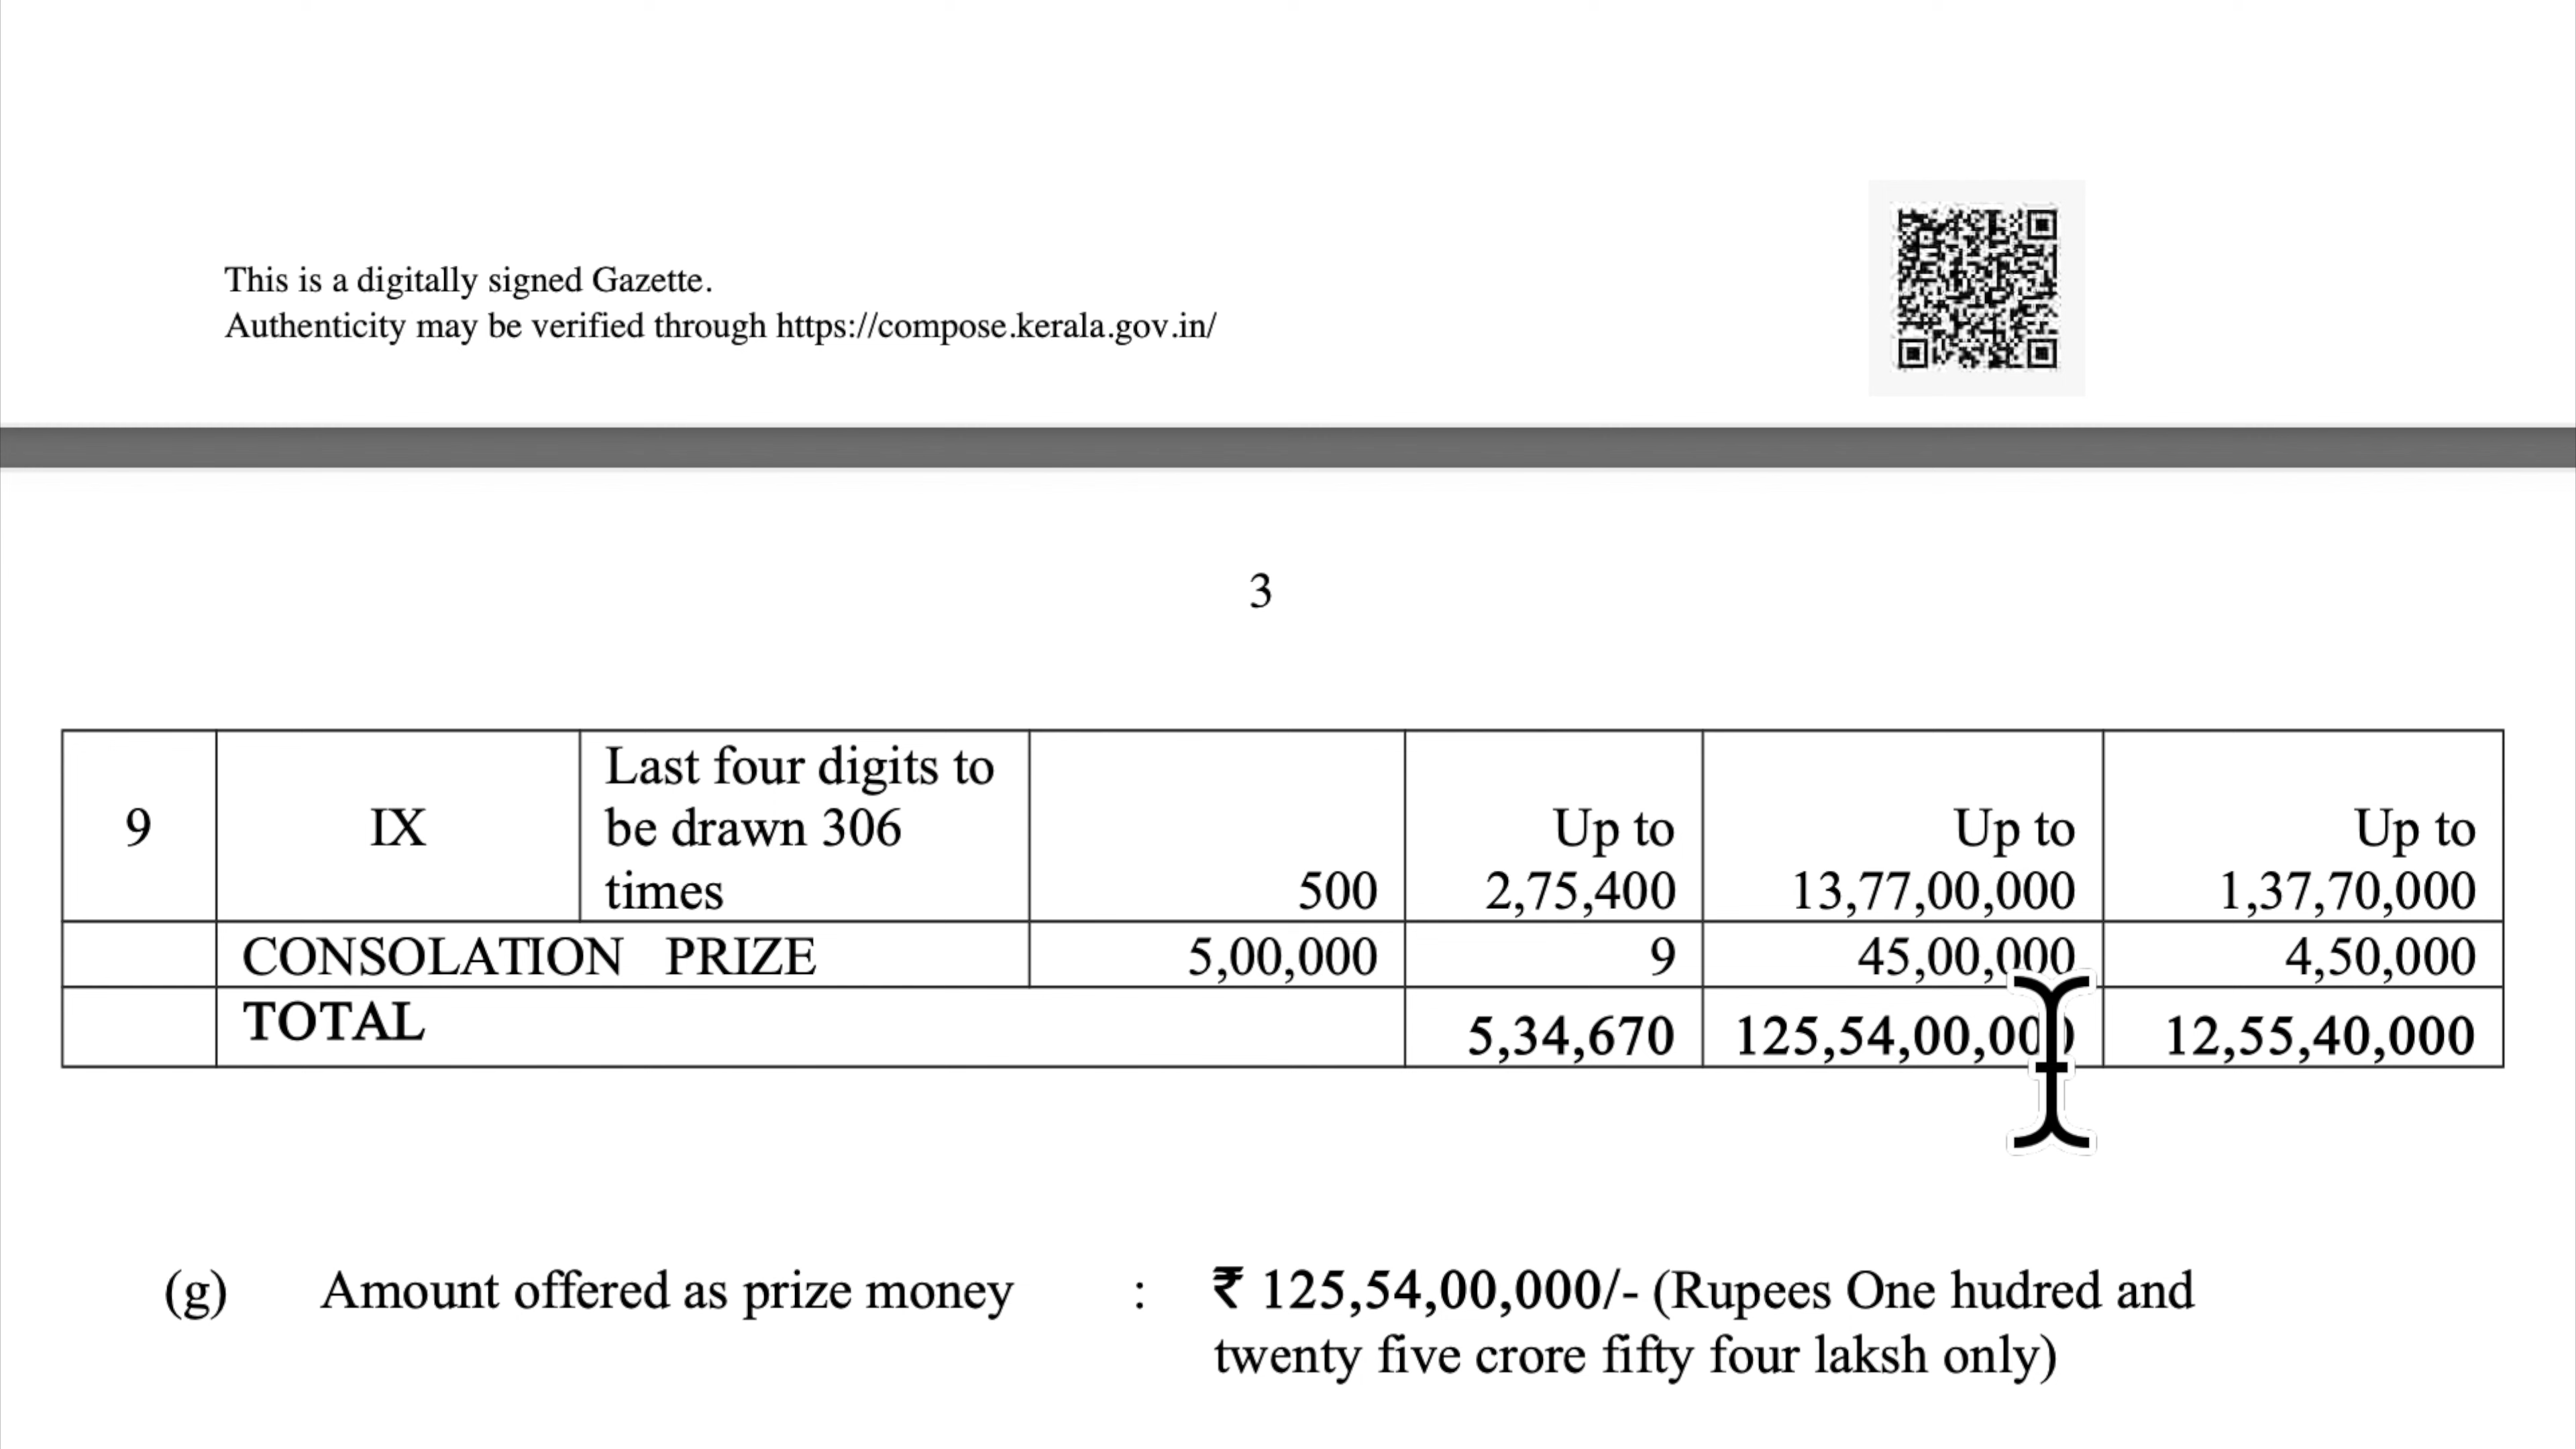 This is a digitally signed Gazette.
Authenticity may be verified through https://compose.kerala.gov.in/
3
9 IX Last four digits to
be drawn 306
times 500 Up to
2,75,400 Up to
13,77,00,000 Up to
1,37,70,000
CONSOLATION PRIZE 5,00,000 9 45,00,000 4,50,000
TOTAL 5,34,670 125,54,00,000 12,55,40,000
(g) Amount offered as prize money : ₹ 125,54,00,000/- (Rupees One hudred and
twenty five crore fifty four laksh only)